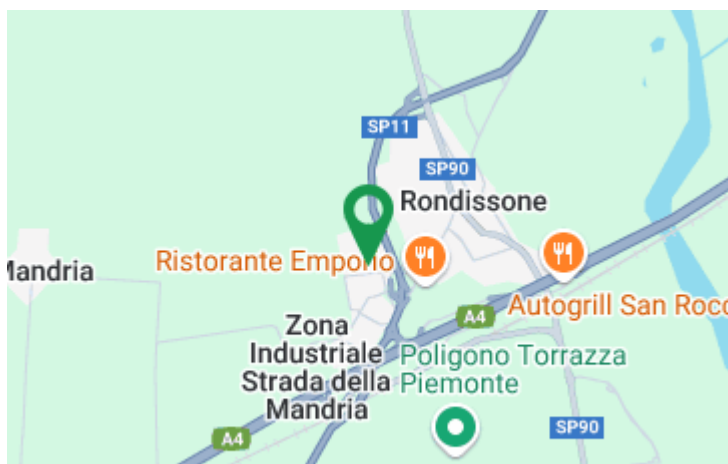 SP11
SP90
Rondissone
Mandria
Ristorante Emporio
Autogrill San Rocc
A4
Zona
Industriale
Strada della
Mandria
Poligono Torrazza
Piemonte
A4
SP90